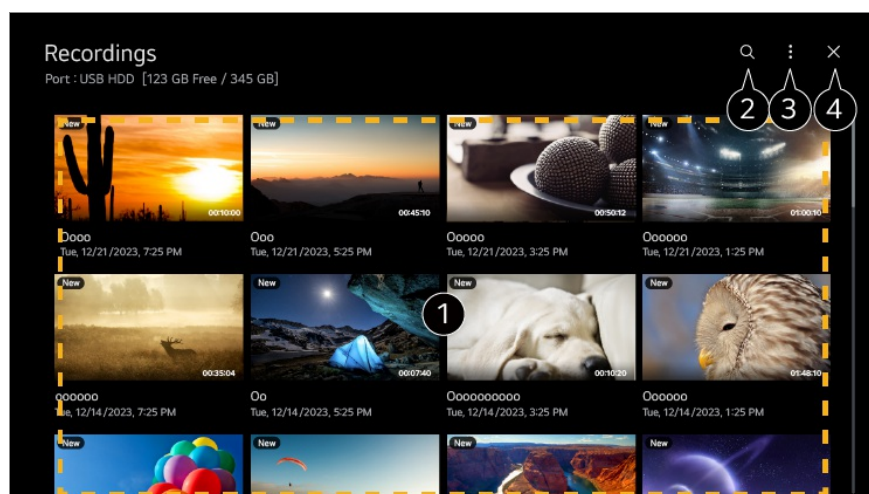 Recordings
Port : USB HDD [123 GB Free / 345 GB]
2 3 4
New New New New
00:10:00 00:45:10 00:50:12 01:00:10
Oooo Ooo Ooooo Oooooo
Tue, 12/21/2023, 7:25 PM Tue, 12/21/2023, 5:25 PM Tue, 12/21/2023, 3:25 PM Tue, 12/21/2023, 1:25 PM
New New New New
1
00:35:04 00:07:40 00:10:20 01:48:10
oooooo Oo Oooooooooo Oooooo
Tue, 12/14/2023, 7:25 PM Tue, 12/14/2023, 5:25 PM Tue, 12/14/2023, 3:25 PM Tue, 12/14/2023, 1:25 PM
New New New New